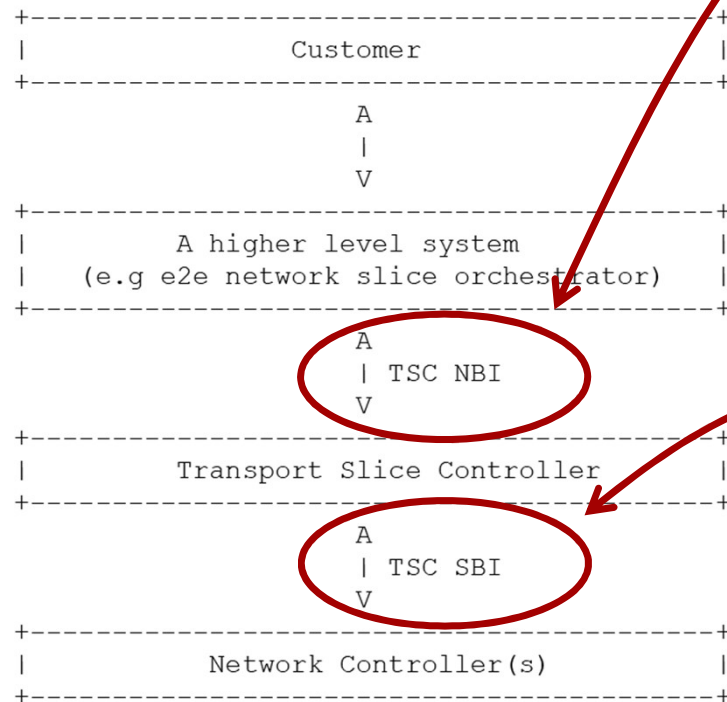 Customer
A
|
V
A higher level system
(e.g e2e network slice orchestrator)
A
| TSC NBI
V
Transport Slice Controller
A
| TSC SBI
V
Network Controller(s)